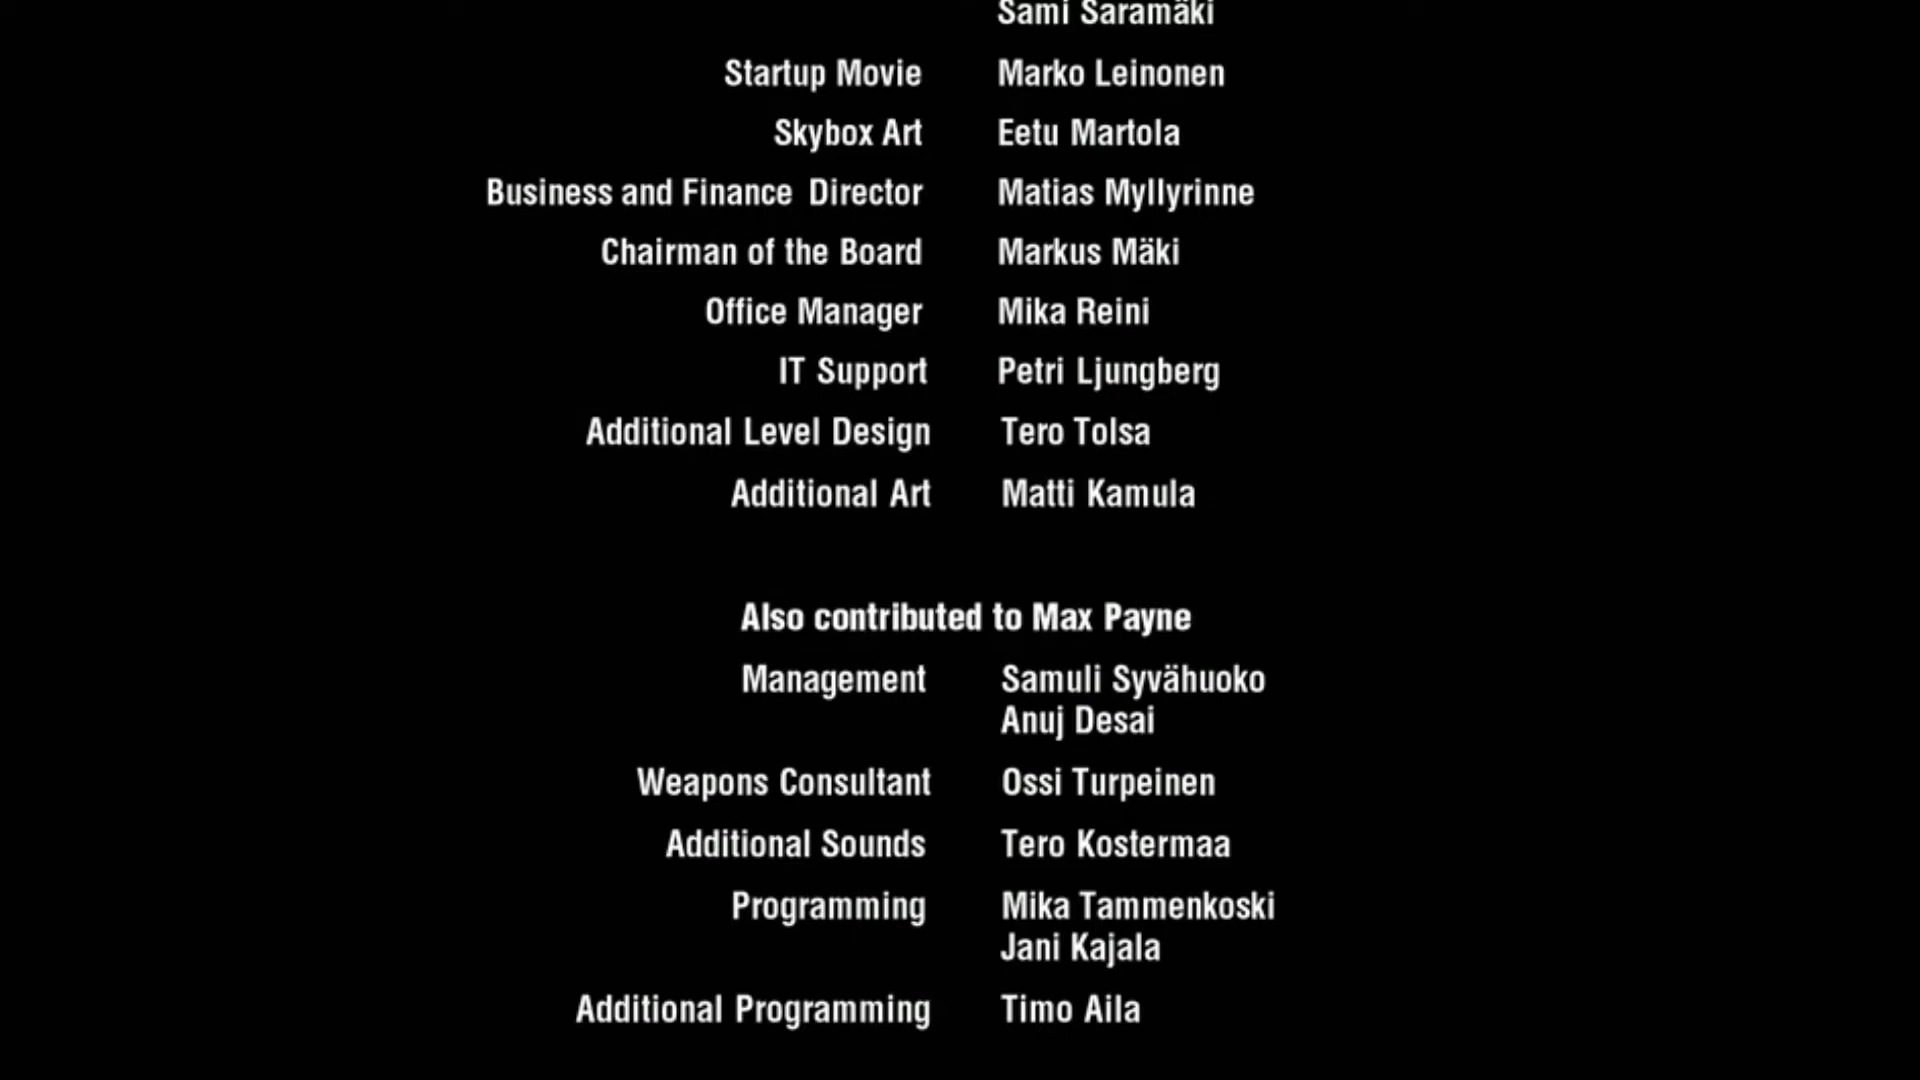 Sami Saramäki
Startup Movie Marko Leinonen
Skybox Art Eetu Martola
Business and Finance Director Matias Myllyrinne
Chairman of the Board Markus Mäki
Office Manager Mika Reini
IT Support Petri Ljungberg
Additional Level Design Tero Tolsa
Additional Art Matti Kamula
Also contributed to Max Payne
Management Samuli Syvähuoko
Anuj Desai
Weapons Consultant Ossi Turpeinen
Additional Sounds Tero Kostermaa
Programming Mika Tammenkoski
Jani Kajala
Additional Programming Timo Aila